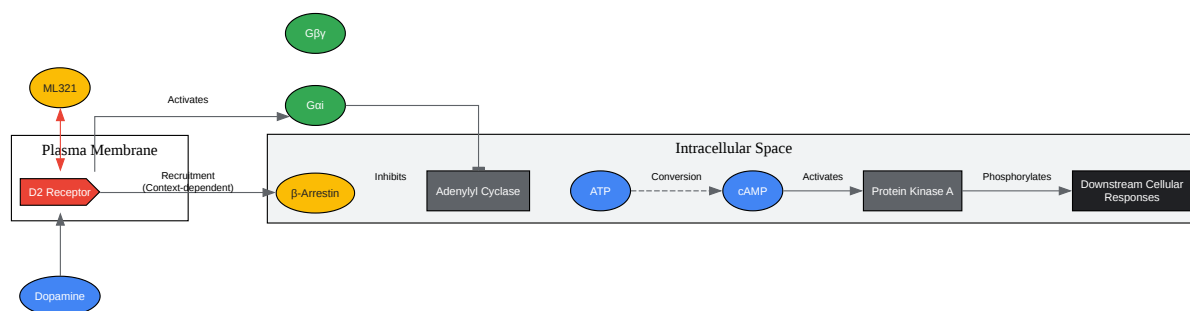 Gβγ
ML321
Activates
Gαi
Plasma Membrane
Intracellular Space
D2 Receptor
Recruitment
(Context-dependent)
β-Arrestin
Inhibits
Adenylyl Cyclase
ATP
Conversion
cAMP
Activates
Protein Kinase A
Phosphorylates
Downstream Cellular
Responses
Dopamine